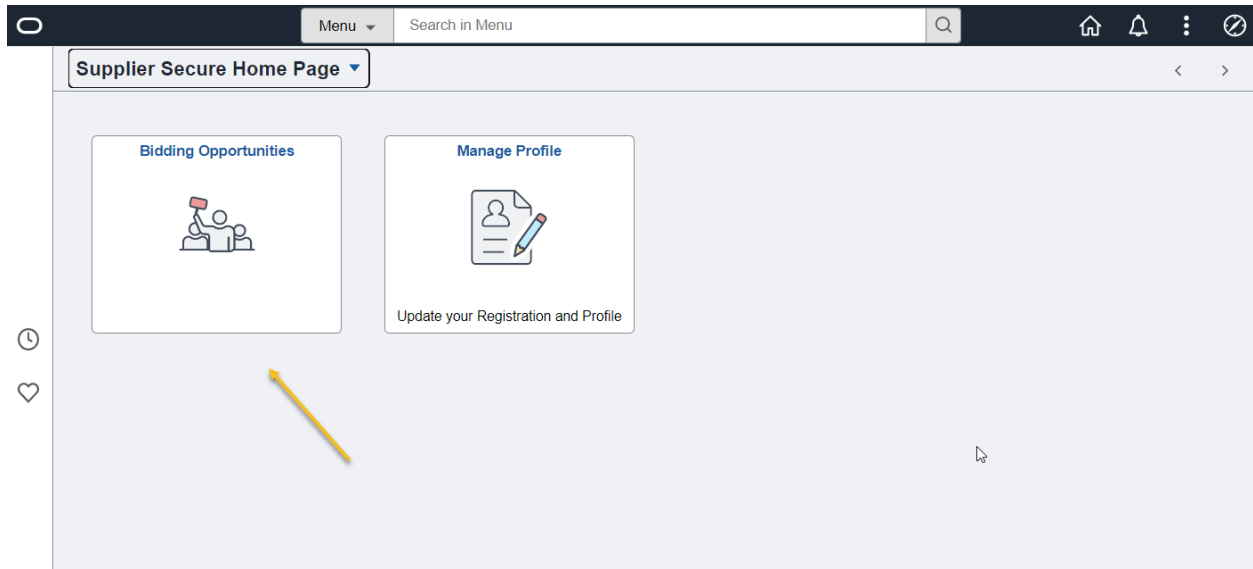 Menu
Search in Menu
Supplier Secure Home Page
Bidding Opportunities
Manage Profile
Update your Registration and Profile